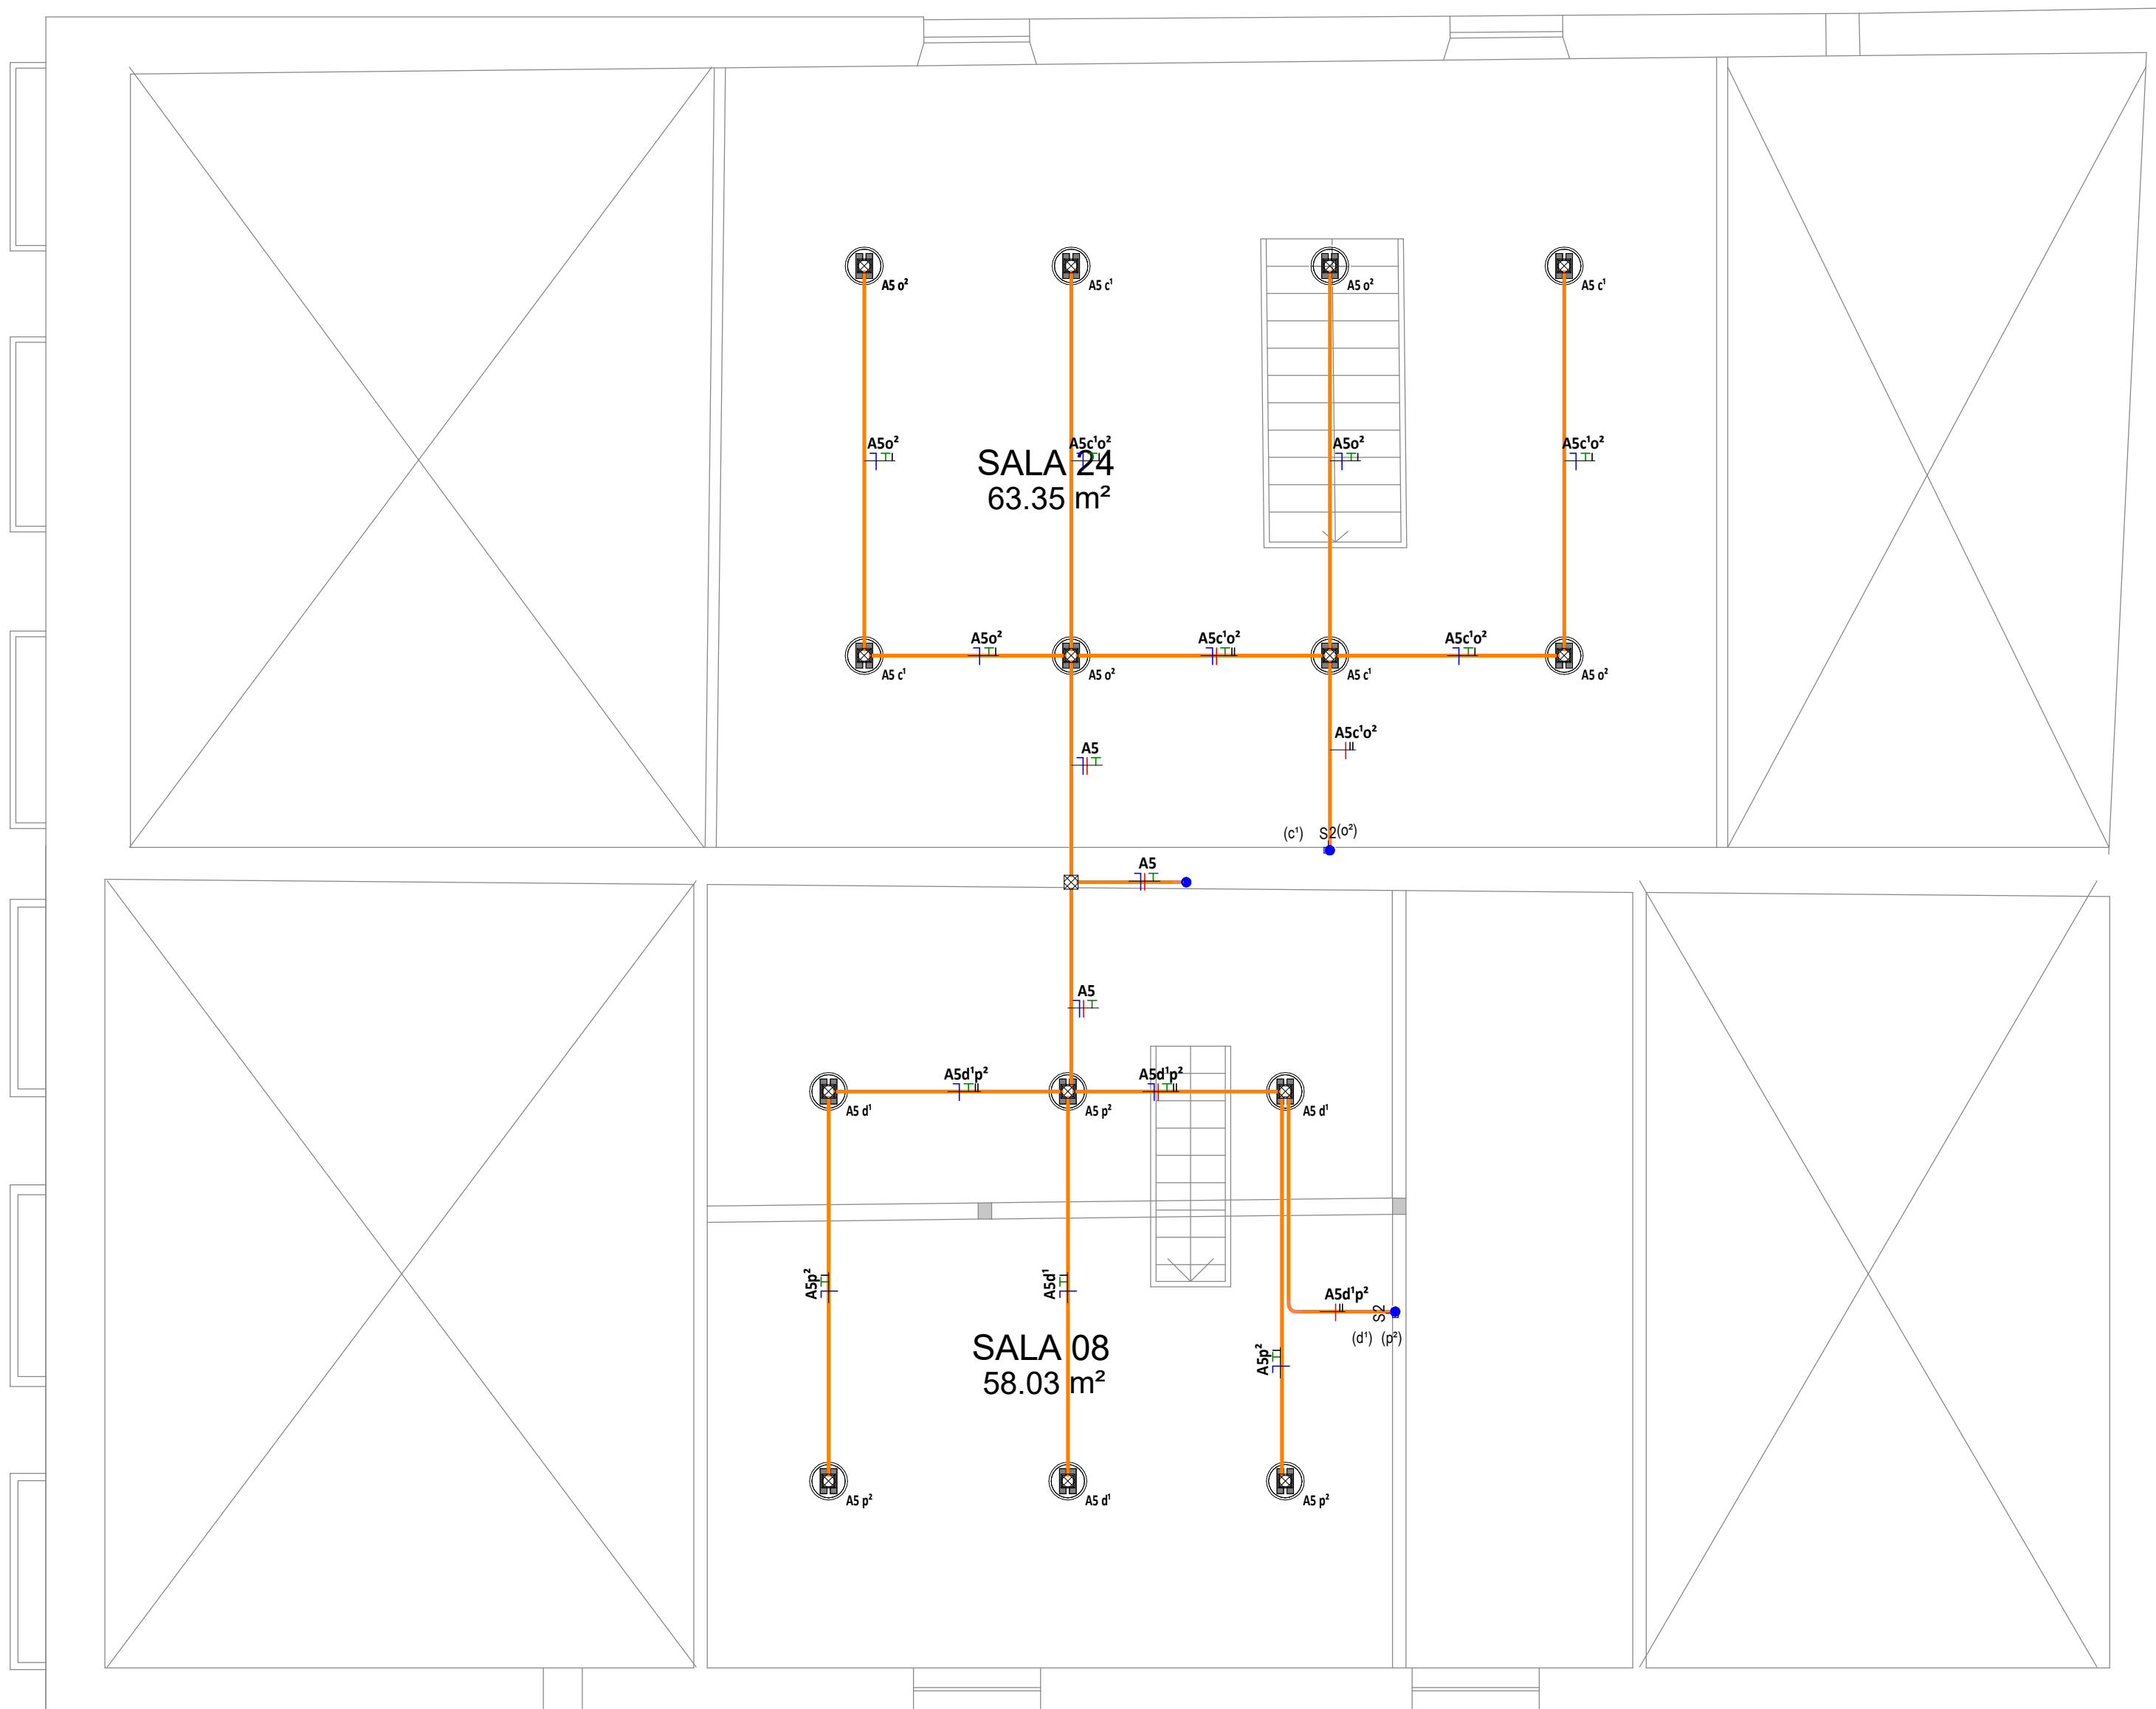 A5 o²
A5 c¹
A5 o²
A5 c¹
A5o²
A5c¹o²
A5o²
A5c¹o²
SALA 24
63.35 m²
A5o²
A5c¹o²
A5c¹o²
A5 c¹
A5 o²
A5 c¹
A5 o²
A5c¹o²
A5
(c¹) S2 (o²)
A5
A5
A5d¹p²
A5d¹p²
A5 d¹
A5 p²
A5 d¹
A5p²
A5d¹
A5d¹p²
S2
(d¹) (p²)
SALA 08
A5p²
58.03 m²
A5 p²
A5 d¹
A5 p²